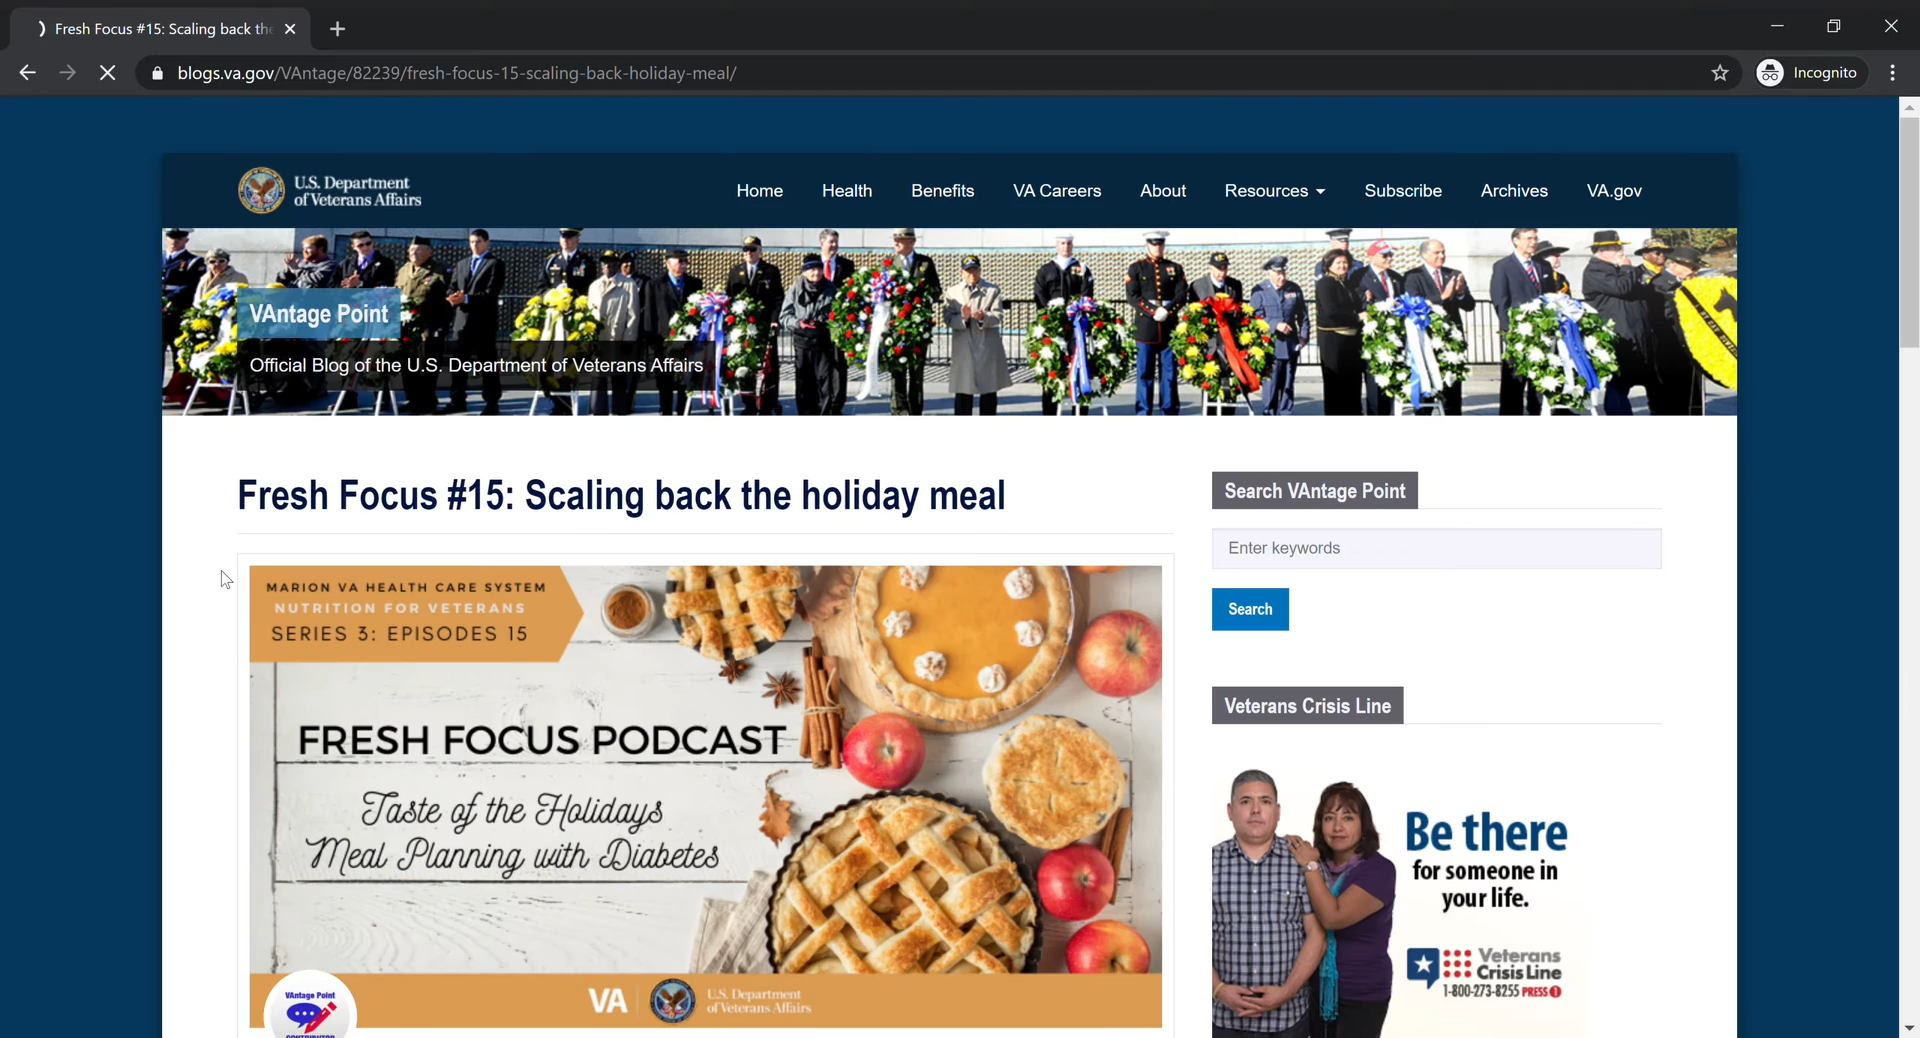 Fresh Focus #15: Scaling back the
blogs.va.gov/VAntage/82239/fresh-focus-15-scaling-back-holiday-meal/
Incognito
U.S. Department
of Veterans Affairs
Home
Health
Benefits
VA Careers
About
Resources
Subscribe
Archives
VA.gov
VAntage Point
Official Blog of the U.S. Department of Veterans Affairs
Fresh Focus #15: Scaling back the holiday meal
MARION VA HEALTH CARE SYSTEM
NUTRITION FOR VETERANS
SERIES 3: EPISODES 15
FRESH FOCUS PODCAST
Taste of the Holidays
Meal Planning with Diabetes
VA
U.S. Department
of Veterans Affairs
VAntage Point
CONTRIBUTOR
Search VAntage Point
Enter keywords
Search
Veterans Crisis Line
Be there
for someone in
your life.
Veterans
Crisis Line
1-800-273-8255 PRESS 1